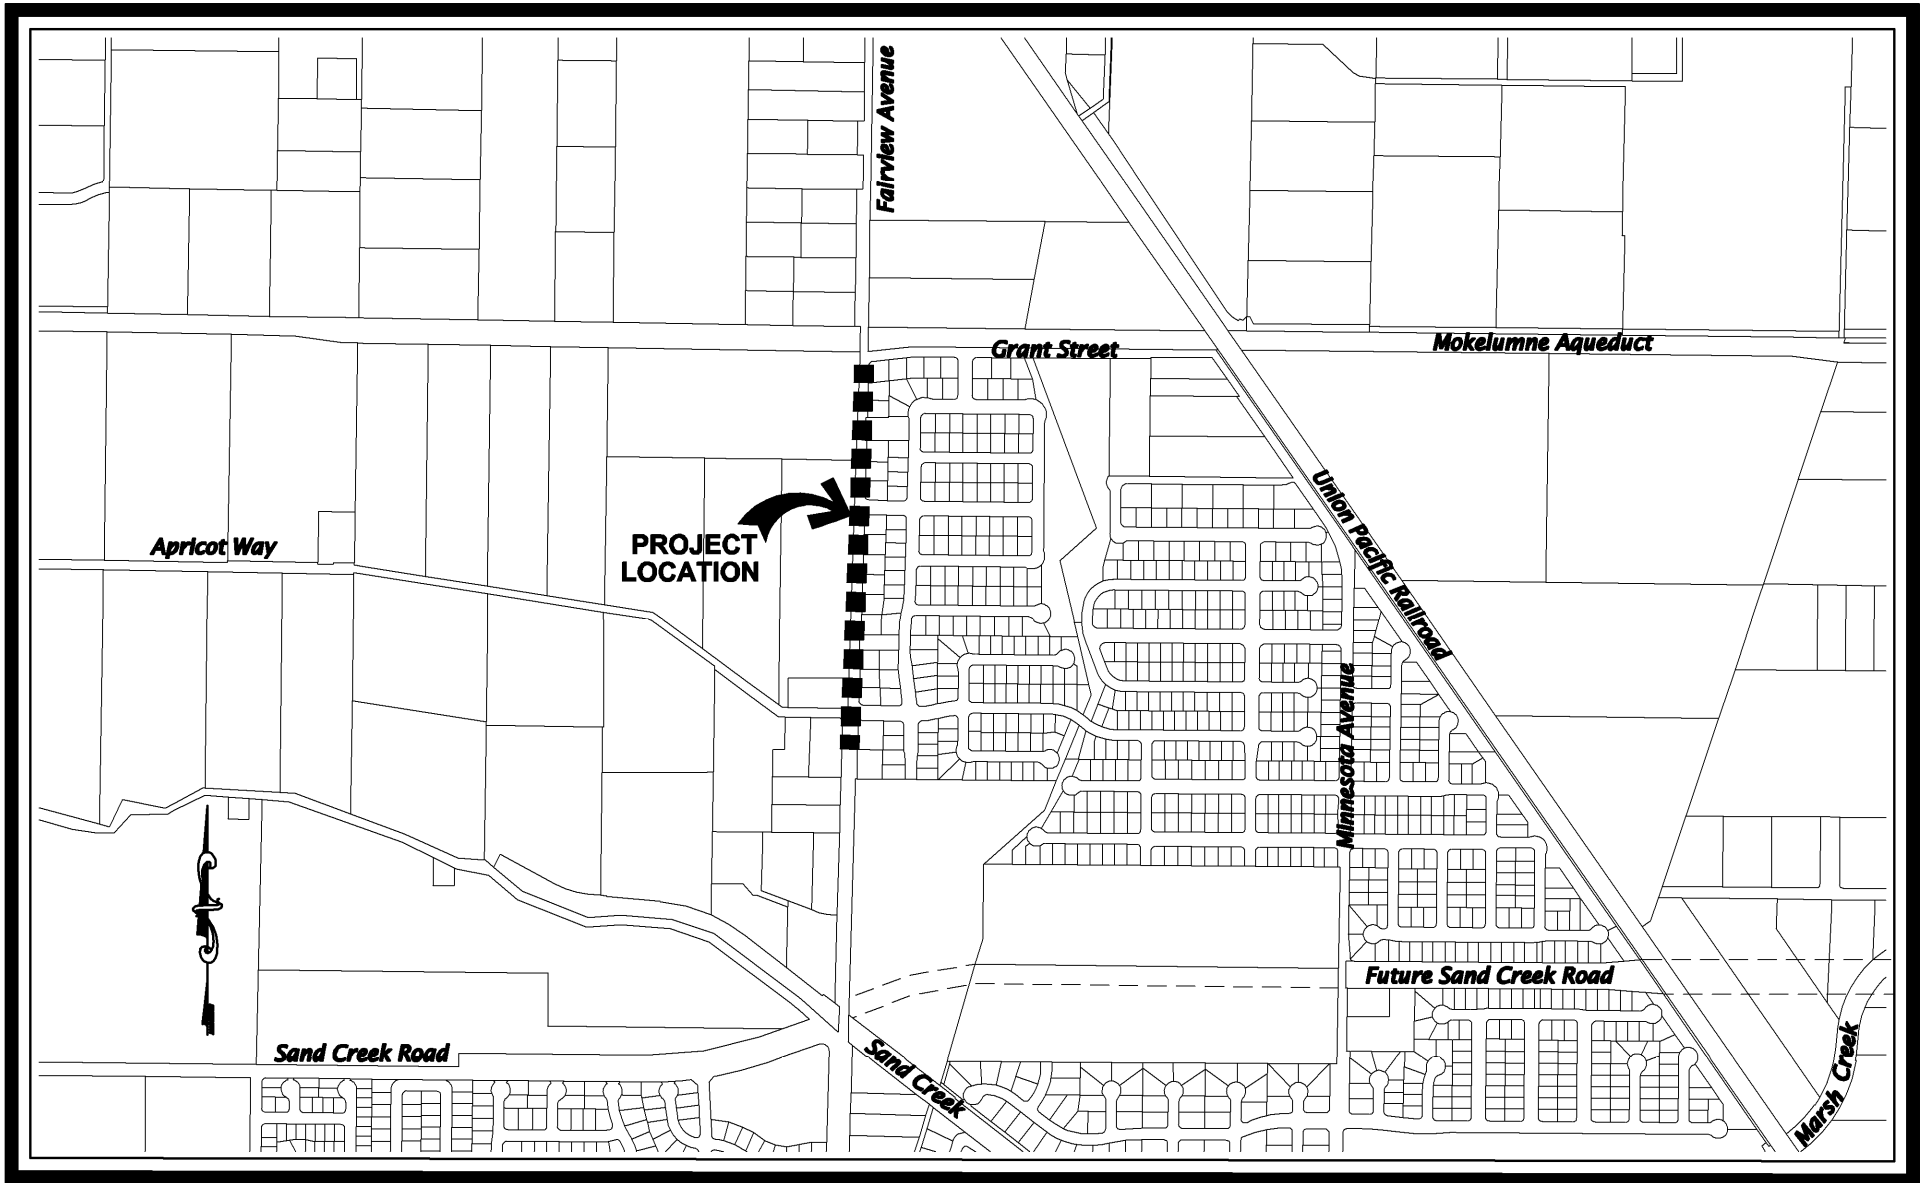 Fairview Avenue
Grant Street
Mokelumne Aqueduct
Union Pacific Railroad
PROJECT
LOCATION
Apricot Way
Minnesota Avenue
Future Sand Creek Road
Sand Creek Road
Sand Creek
Marsh Creek